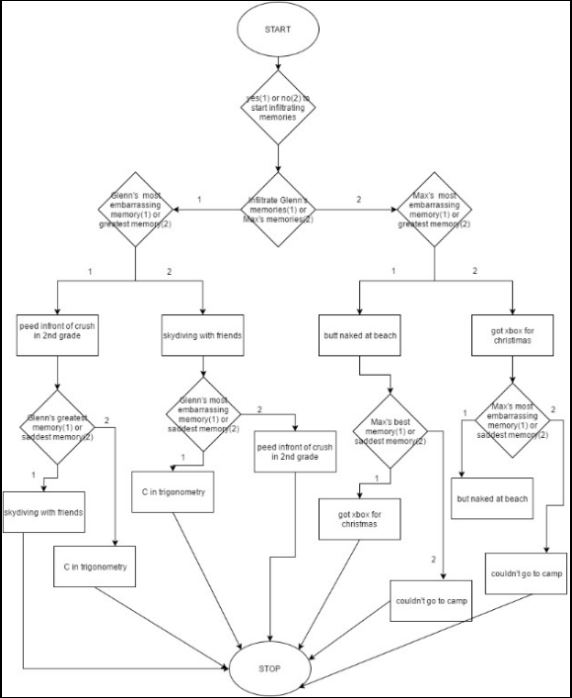 START
yes(1) or no(2) to
start infiltrating
memories
Glenn's most
embarrassing
memory(1) or
greatest memory(2)
1
Infiltrate Glenn's
memories(1) or
Max's memories(2)
2
Max's most
embarrassing
memory(1) or
greatest memory(2)
1
2
1
2
peed infront of crush
in 2nd grade
skydiving with friends
butt naked at beach
got xbox for
christmas
Glenn's greatest
memory(1) or
saddest memory(2)
2
1
Glenn's most
embarrassing
memory(1) or
saddest memory(2)
2
1
Max's best
memory(1) or
saddest memory(2)
1
2
Max's most
embarrassing
memory(1) or
saddest memory(2)
1
2
skydiving with friends
C in trigonometry
C in trigonometry
peed infront of crush
in 2nd grade
got xbox for
christmas
couldn't go to camp
but naked at beach
couldn't go to camp
STOP